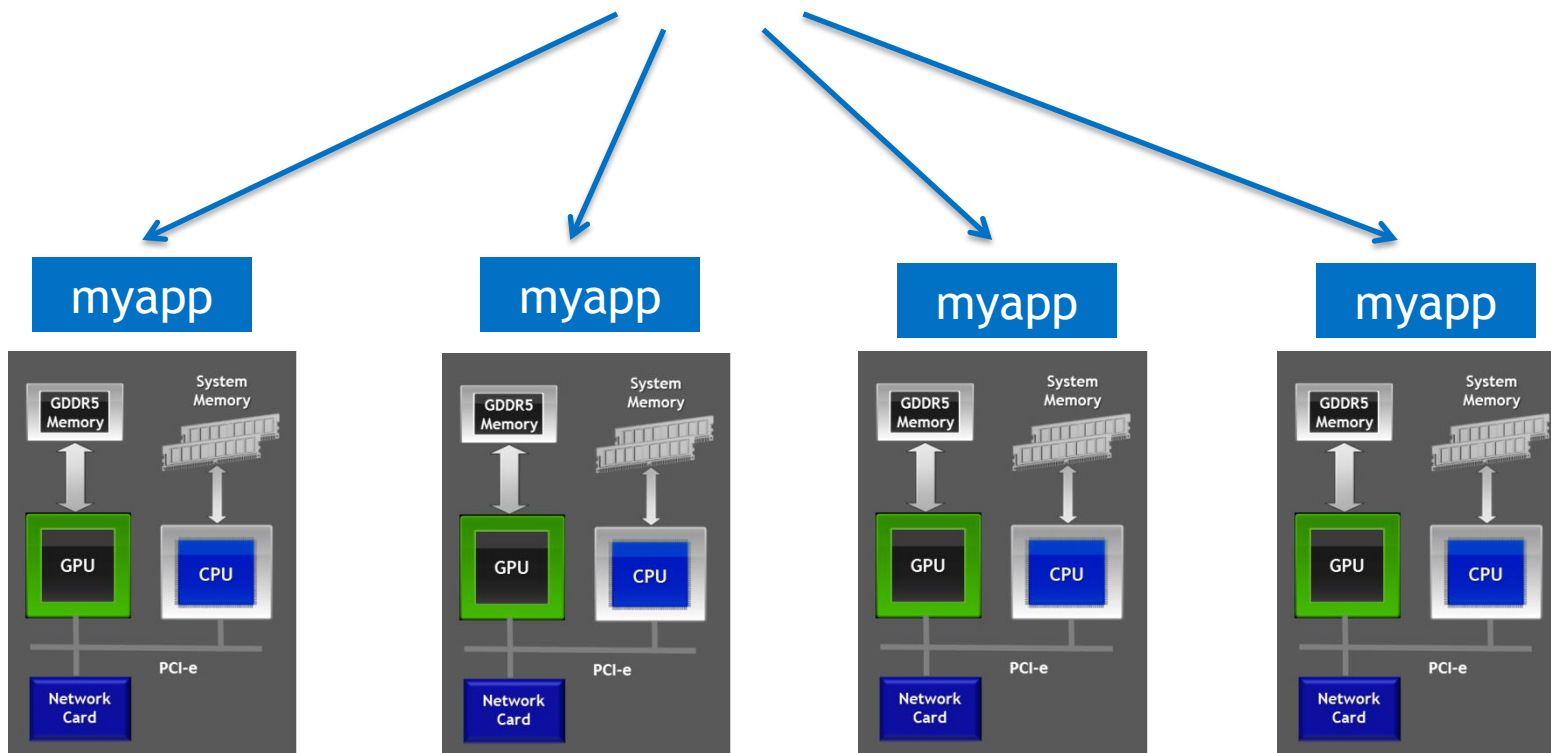 myapp
myapp
myapp
myapp
GDDR5
Memory
System
Memory
GPU
CPU
PCI-e
Network
Card
GDDR5
Memory
System
Memory
GPU
CPU
PCI-e
Network
Card
GDDR5
Memory
System
Memory
GPU
CPU
PCI-e
Network
Card
GDDR5
Memory
System
Memory
GPU
CPU
PCI-e
Network
Card